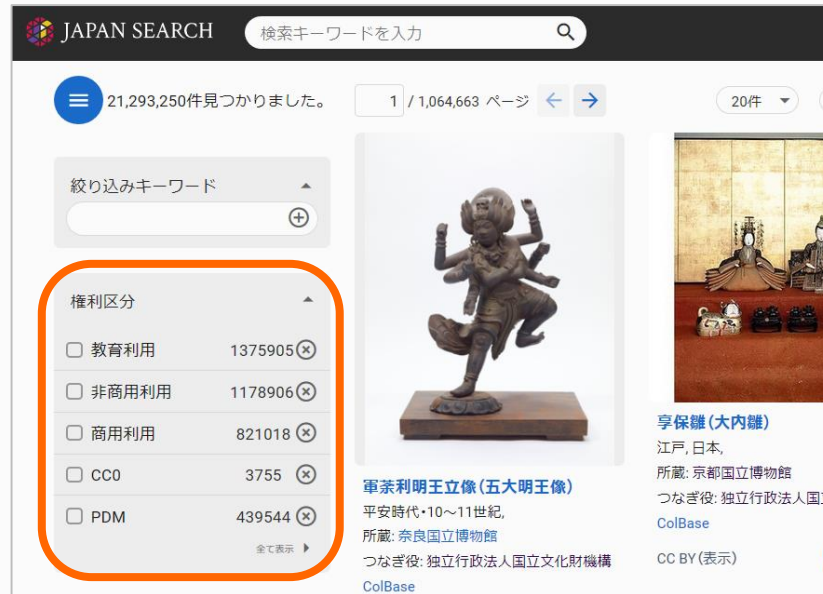 JAPAN SEARCH
検索キーワードを入力
21,293,250件見つかりました。
1 / 1,064,663 ページ
20件
絞り込みキーワード
権利区分
教育利用 1375905
非商用利用 1178906
商用利用 821018
CC0 3755
PDM 439544
全て表示
軍荼利明王立像(五大明王像)
平安時代・10~11世紀,
所蔵: 奈良国立博物館
つなぎ役: 独立行政法人国立文化財機構
ColBase
享保雛(大内雛)
江戸, 日本,
所蔵: 京都国立博物館
つなぎ役: 独立行政法人国
ColBase
CC BY(表示)